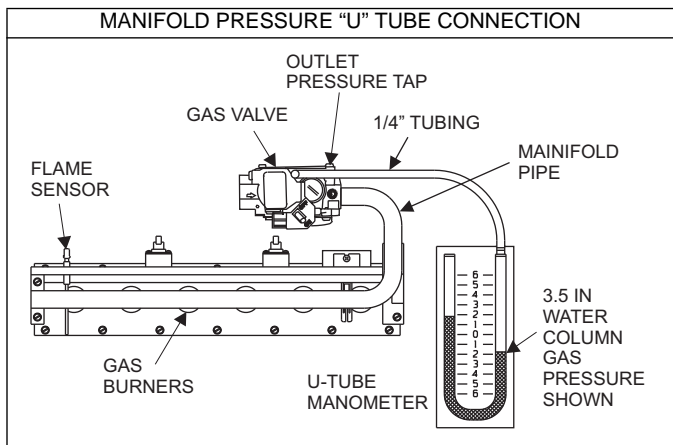 MANIFOLD PRESSURE “U” TUBE CONNECTION
OUTLET
PRESSURE TAP
GAS VALVE
1/4” TUBING
FLAME
SENSOR
MAINIFOLD
PIPE
6
5
4
3
2
1
0
1
2
3
4
5
6
3.5 IN
WATER
COLUMN
GAS
PRESSURE
SHOWN
GAS
BURNERS
U-TUBE
MANOMETER